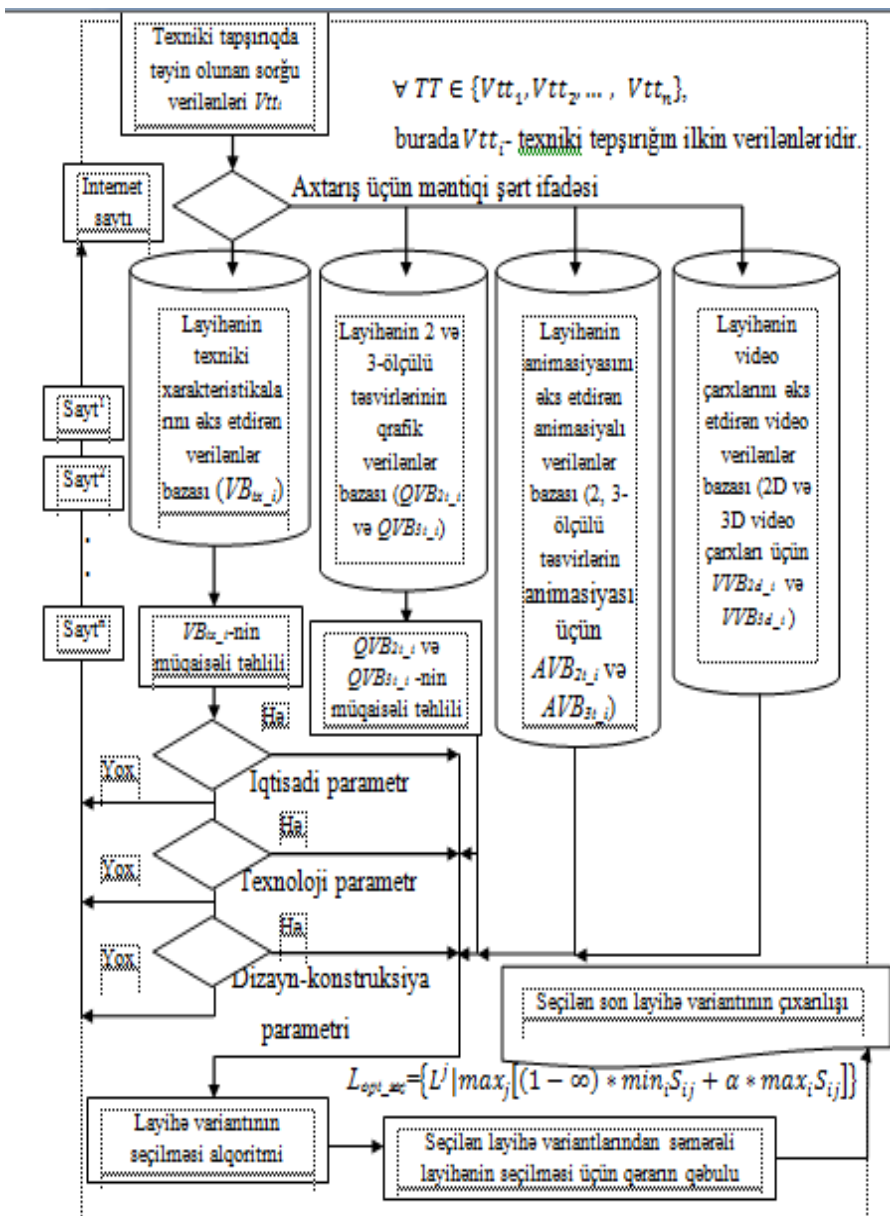 Texniki tapşırıqda
təyin olunan sorğu
verilənləri Vttᵢ
∀ TT ∈ {Vtt₁, Vtt₂, … , Vttₙ},
burada Vttᵢ- texniki tepşırığın ilkin verilənləridir.
Internet
saytı
Axtarış üçün məntiqi şərt ifadəsi
Layihənin
texniki
xarakteristikala
rını əks etdirən
verilənlər
bazası (VBtx_i)
Layihənin 2 və
3-ölçülü
təsvirlərinin
qrafik
verilənlər
bazası (QVB2t_i
və QVB3t_i)
Layihənin
animasiyasını
əks etdirən
animasiyalı
verilənlər
bazası (2, 3-
ölçülü
təsvirlərin
animasiyası
üçün
AVB2t_i və
AVB3t_i)
Layihənin
video
çarxlarını əks
etdirən video
verilənlər
bazası (2D və
3D video
çarxları üçün
VVB2d_i və
VVB3d_i)
Sayt¹
Sayt²
.
.
Saytⁿ
VBtx_i-nin
müqaisəli təhlili
QVB2t_i və
QVB3t_i -nin
müqaisəli təhlili
Hə
Yox
İqtisadi parametr
Hə
Yox
Texnoloji parametr
Hə
Yox
Dizayn-konstruksiya
parametri
Seçilən son layihə variantının çıxarılışı
Lopt_seç={Lʲ|maxⱼ[(1 − ∞) * minᵢSᵢⱼ + α * maxᵢSᵢⱼ]}
Layihə variantının
seçilməsi alqoritmi
Seçilən layihə variantlarından səmərəli
layihənin seçilməsi üçün qərarın qəbulu